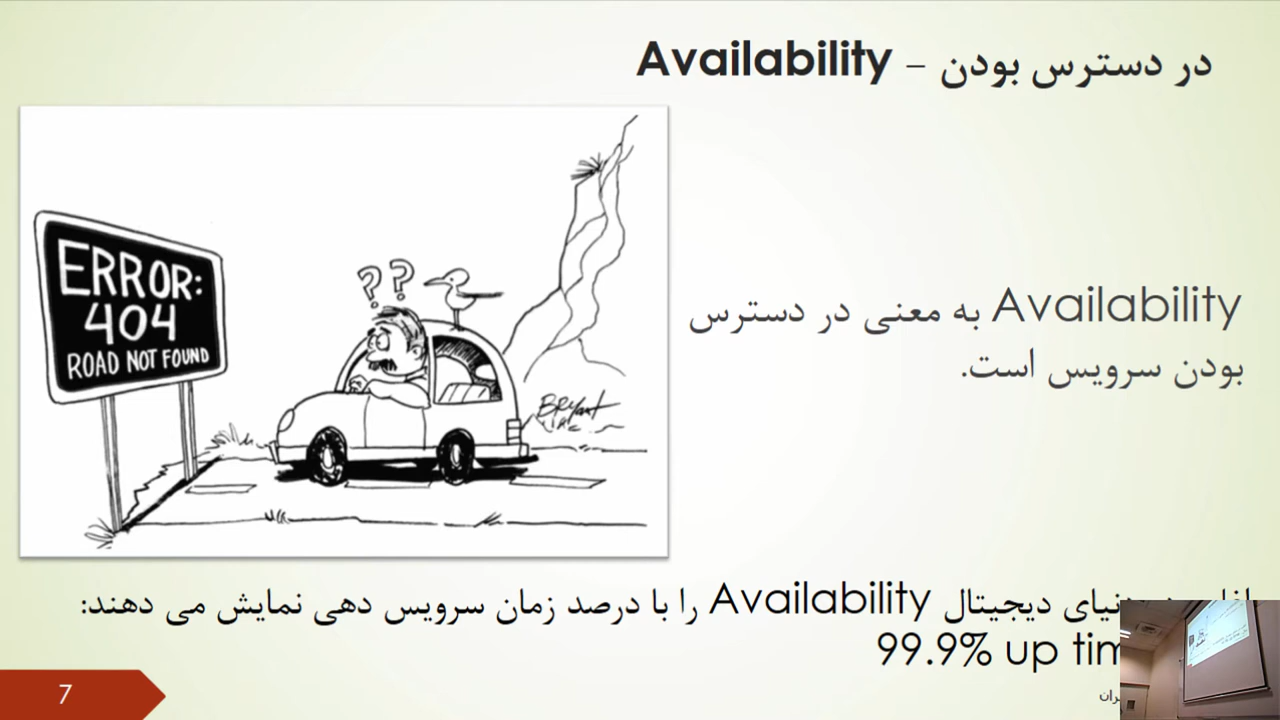 در دسترس بودن – Availability
ERROR:
404
ROAD NOT FOUND
??
BRYANT
Availability به معنی در دسترس
بودن سرویس است.
دنیای دیجیتال Availability را با درصد زمان سرویس دهی نمایش می دهند:
99.9% up
7